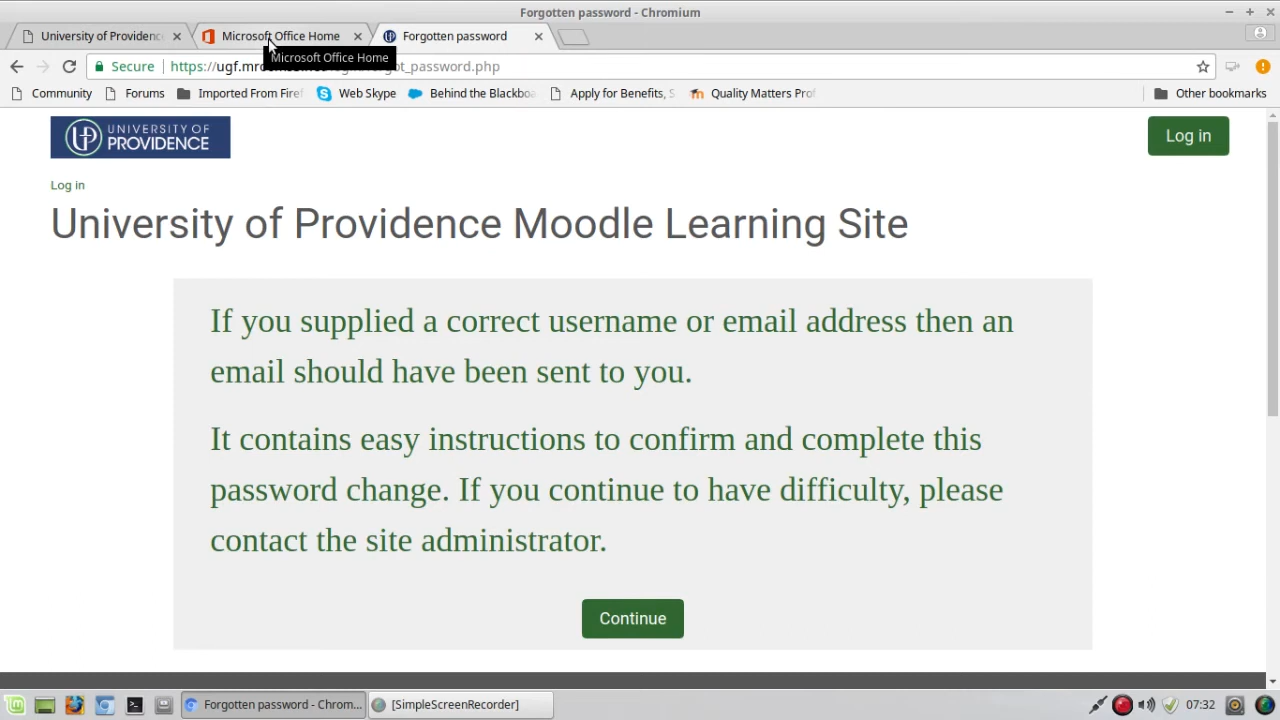 Forgotten password - Chromium
University of Providenc
Microsoft Office Home
Forgotten password
Microsoft Office Home
Secure
https://ugf.mr
ot_password.php
Community
Forums
Imported From Firef
Web Skype
Behind the Blackboa
Apply for Benefits, S
Quality Matters Prof
Other bookmarks
UP UNIVERSITY OF
PROVIDENCE
Log in
Log in
University of Providence Moodle Learning Site
If you supplied a correct username or email address then an
email should have been sent to you.
It contains easy instructions to confirm and complete this
password change. If you continue to have difficulty, please
contact the site administrator.
Continue
Forgotten password - Chrom...
[SimpleScreenRecorder]
07:32